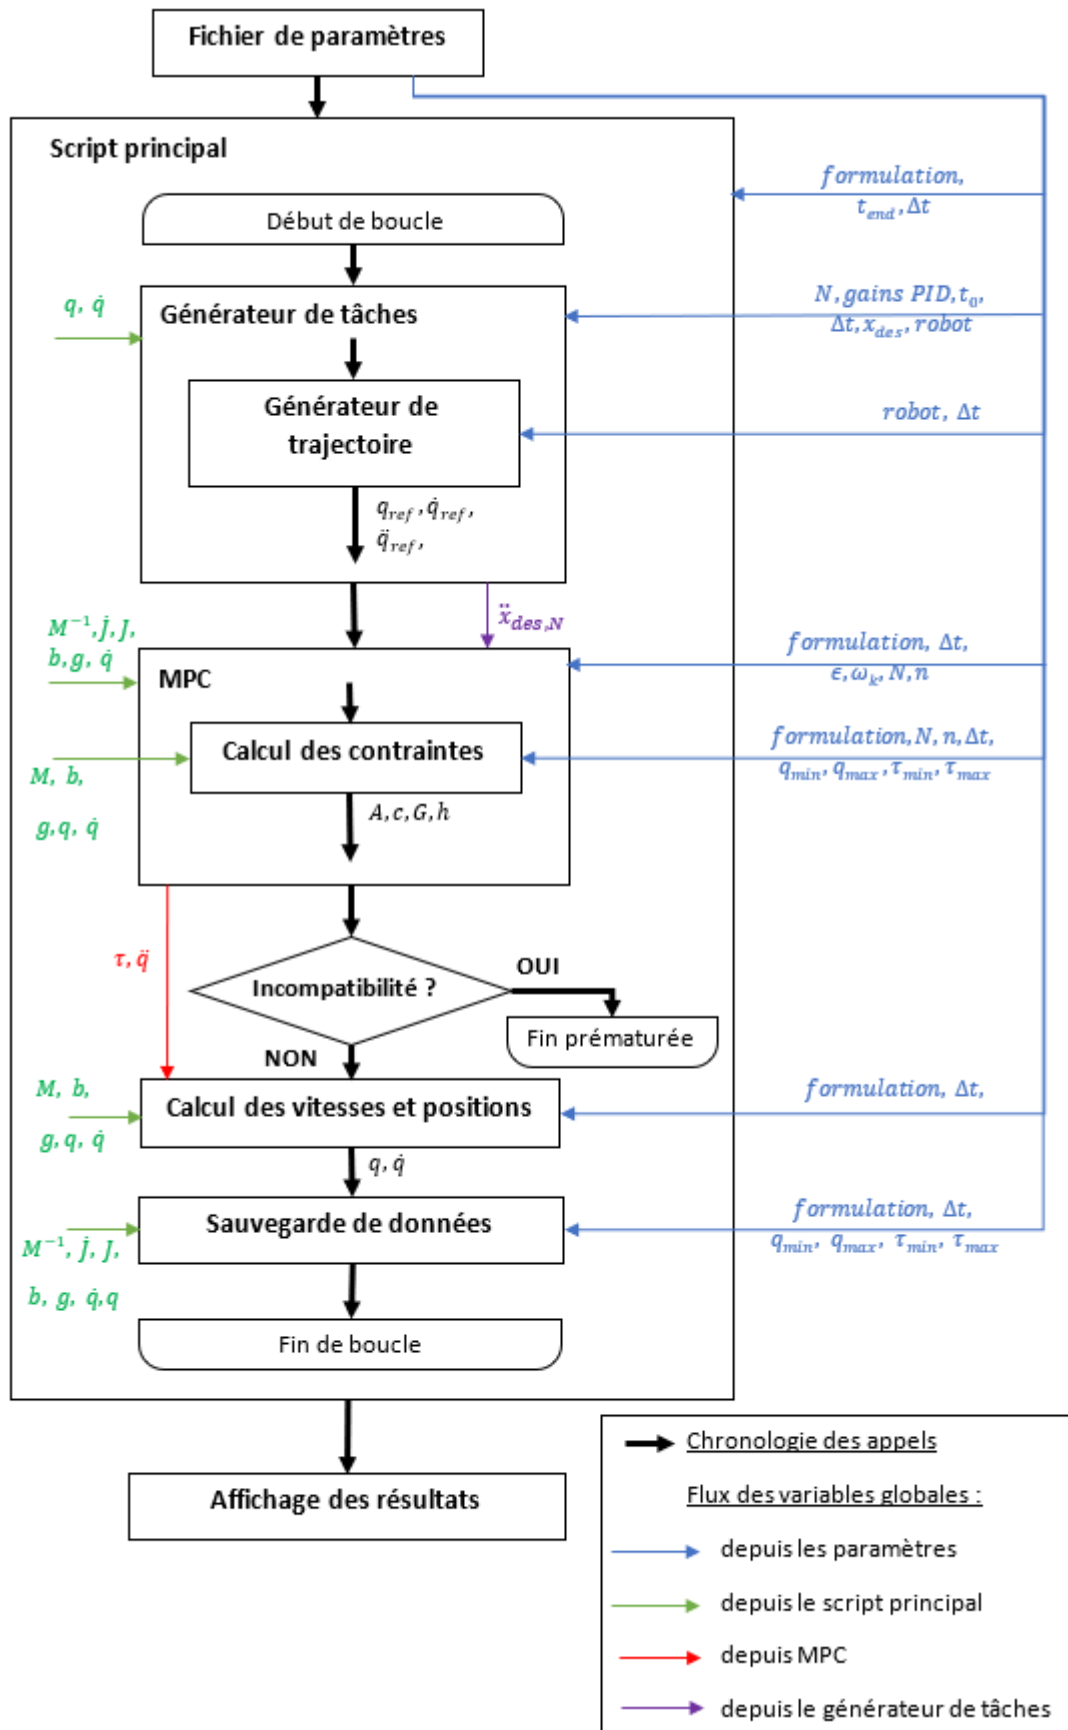 Fichier de paramètres
Script principal
formulation,
t_end, Δt
Début de boucle
q, q̇
N, gains PID, t_0,
Δt, x_des, robot
Générateur de tâches
Générateur de
trajectoire
robot, Δt
q_ref, q̇_ref,
q̈_ref,
ẍ_des,N
M⁻¹, J̇, J,
b, g, q̇
formulation, Δt,
ϵ, ω_k, N, n
MPC
Calcul des contraintes
formulation, N, n, Δt,
q_min, q_max, τ_min, τ_max
M, b,
g, q, q̇
A, c, G, h
τ, q̈
Incompatibilité ?
OUI
Fin prématurée
NON
M, b,
g, q, q̇
Calcul des vitesses et positions
formulation, Δt,
q, q̇
Sauvegarde de données
formulation, Δt,
q_min, q_max, τ_min, τ_max
M⁻¹, J̇, J,
b, g, q̇, q
Fin de boucle
Affichage des résultats
Chronologie des appels
Flux des variables globales :
depuis les paramètres
depuis le script principal
depuis MPC
depuis le générateur de tâches